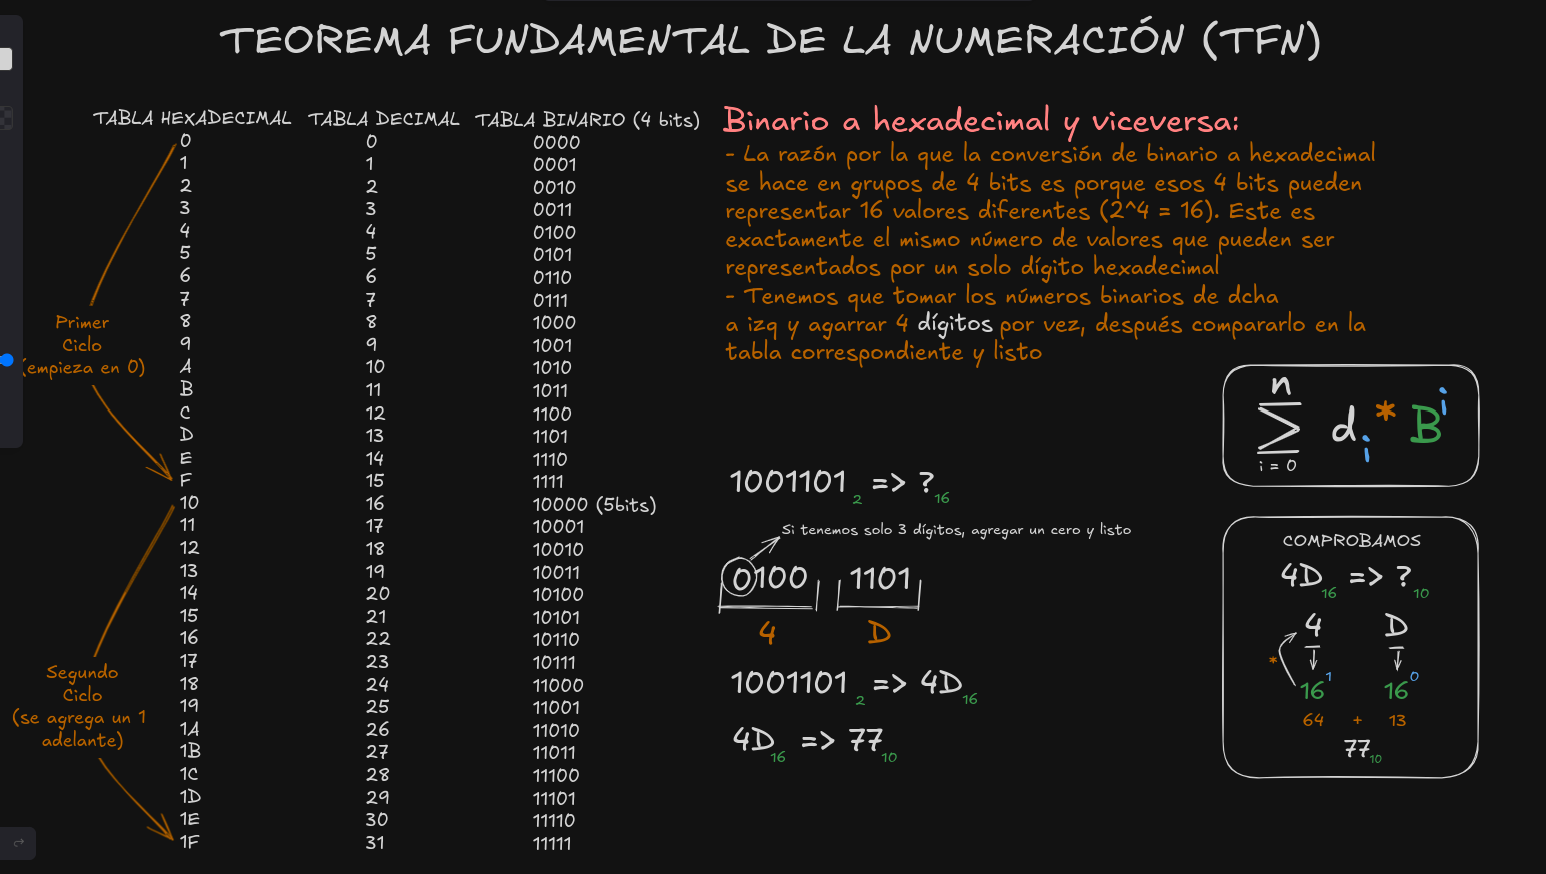 TEOREMA FUNDAMENTAL DE LA NUMERACIÓN (TFN)
TABLA HEXADECIMAL TABLA DECIMAL TABLA BINARIO (4 bits)
0 0 0000
1 1 0001
2 2 0010
3 3 0011
4 4 0100
5 5 0101
6 6 0110
7 7 0111
8 8 1000
9 9 1001
A 10 1010
B 11 1011
C 12 1100
D 13 1101
E 14 1110
F 15 1111
10 16 10000 (5bits)
11 17 10001
12 18 10010
13 19 10011
14 20 10100
15 21 10101
16 22 10110
17 23 10111
18 24 11000
19 25 11001
1A 26 11010
1B 27 11011
1C 28 11100
1D 29 11101
1E 30 11110
1F 31 11111
Primer
Ciclo
(empieza en 0)
Segundo
Ciclo
(se agrega un 1
adelante)
Binario a hexadecimal y viceversa:
- La razón por la que la conversión de binario a hexadecimal
se hace en grupos de 4 bits es porque esos 4 bits pueden
representar 16 valores diferentes (2^4 = 16). Este es
exactamente el mismo número de valores que pueden ser
representados por un solo dígito hexadecimal
- Tenemos que tomar los números binarios de dcha
a izq y agarrar 4 dígitos por vez, después compararlo en la
tabla correspondiente y listo
1001101 2 => ? 16
Si tenemos solo 3 dígitos, agregar un cero y listo
0100 1101
4 D
1001101 2 => 4D 16
4D 16 => 77 10
n
∑ d i * B i
i = 0
COMPROBAMOS
4D 16 => ? 10
4 D
*
16 1 16 0
64 + 13
77 10